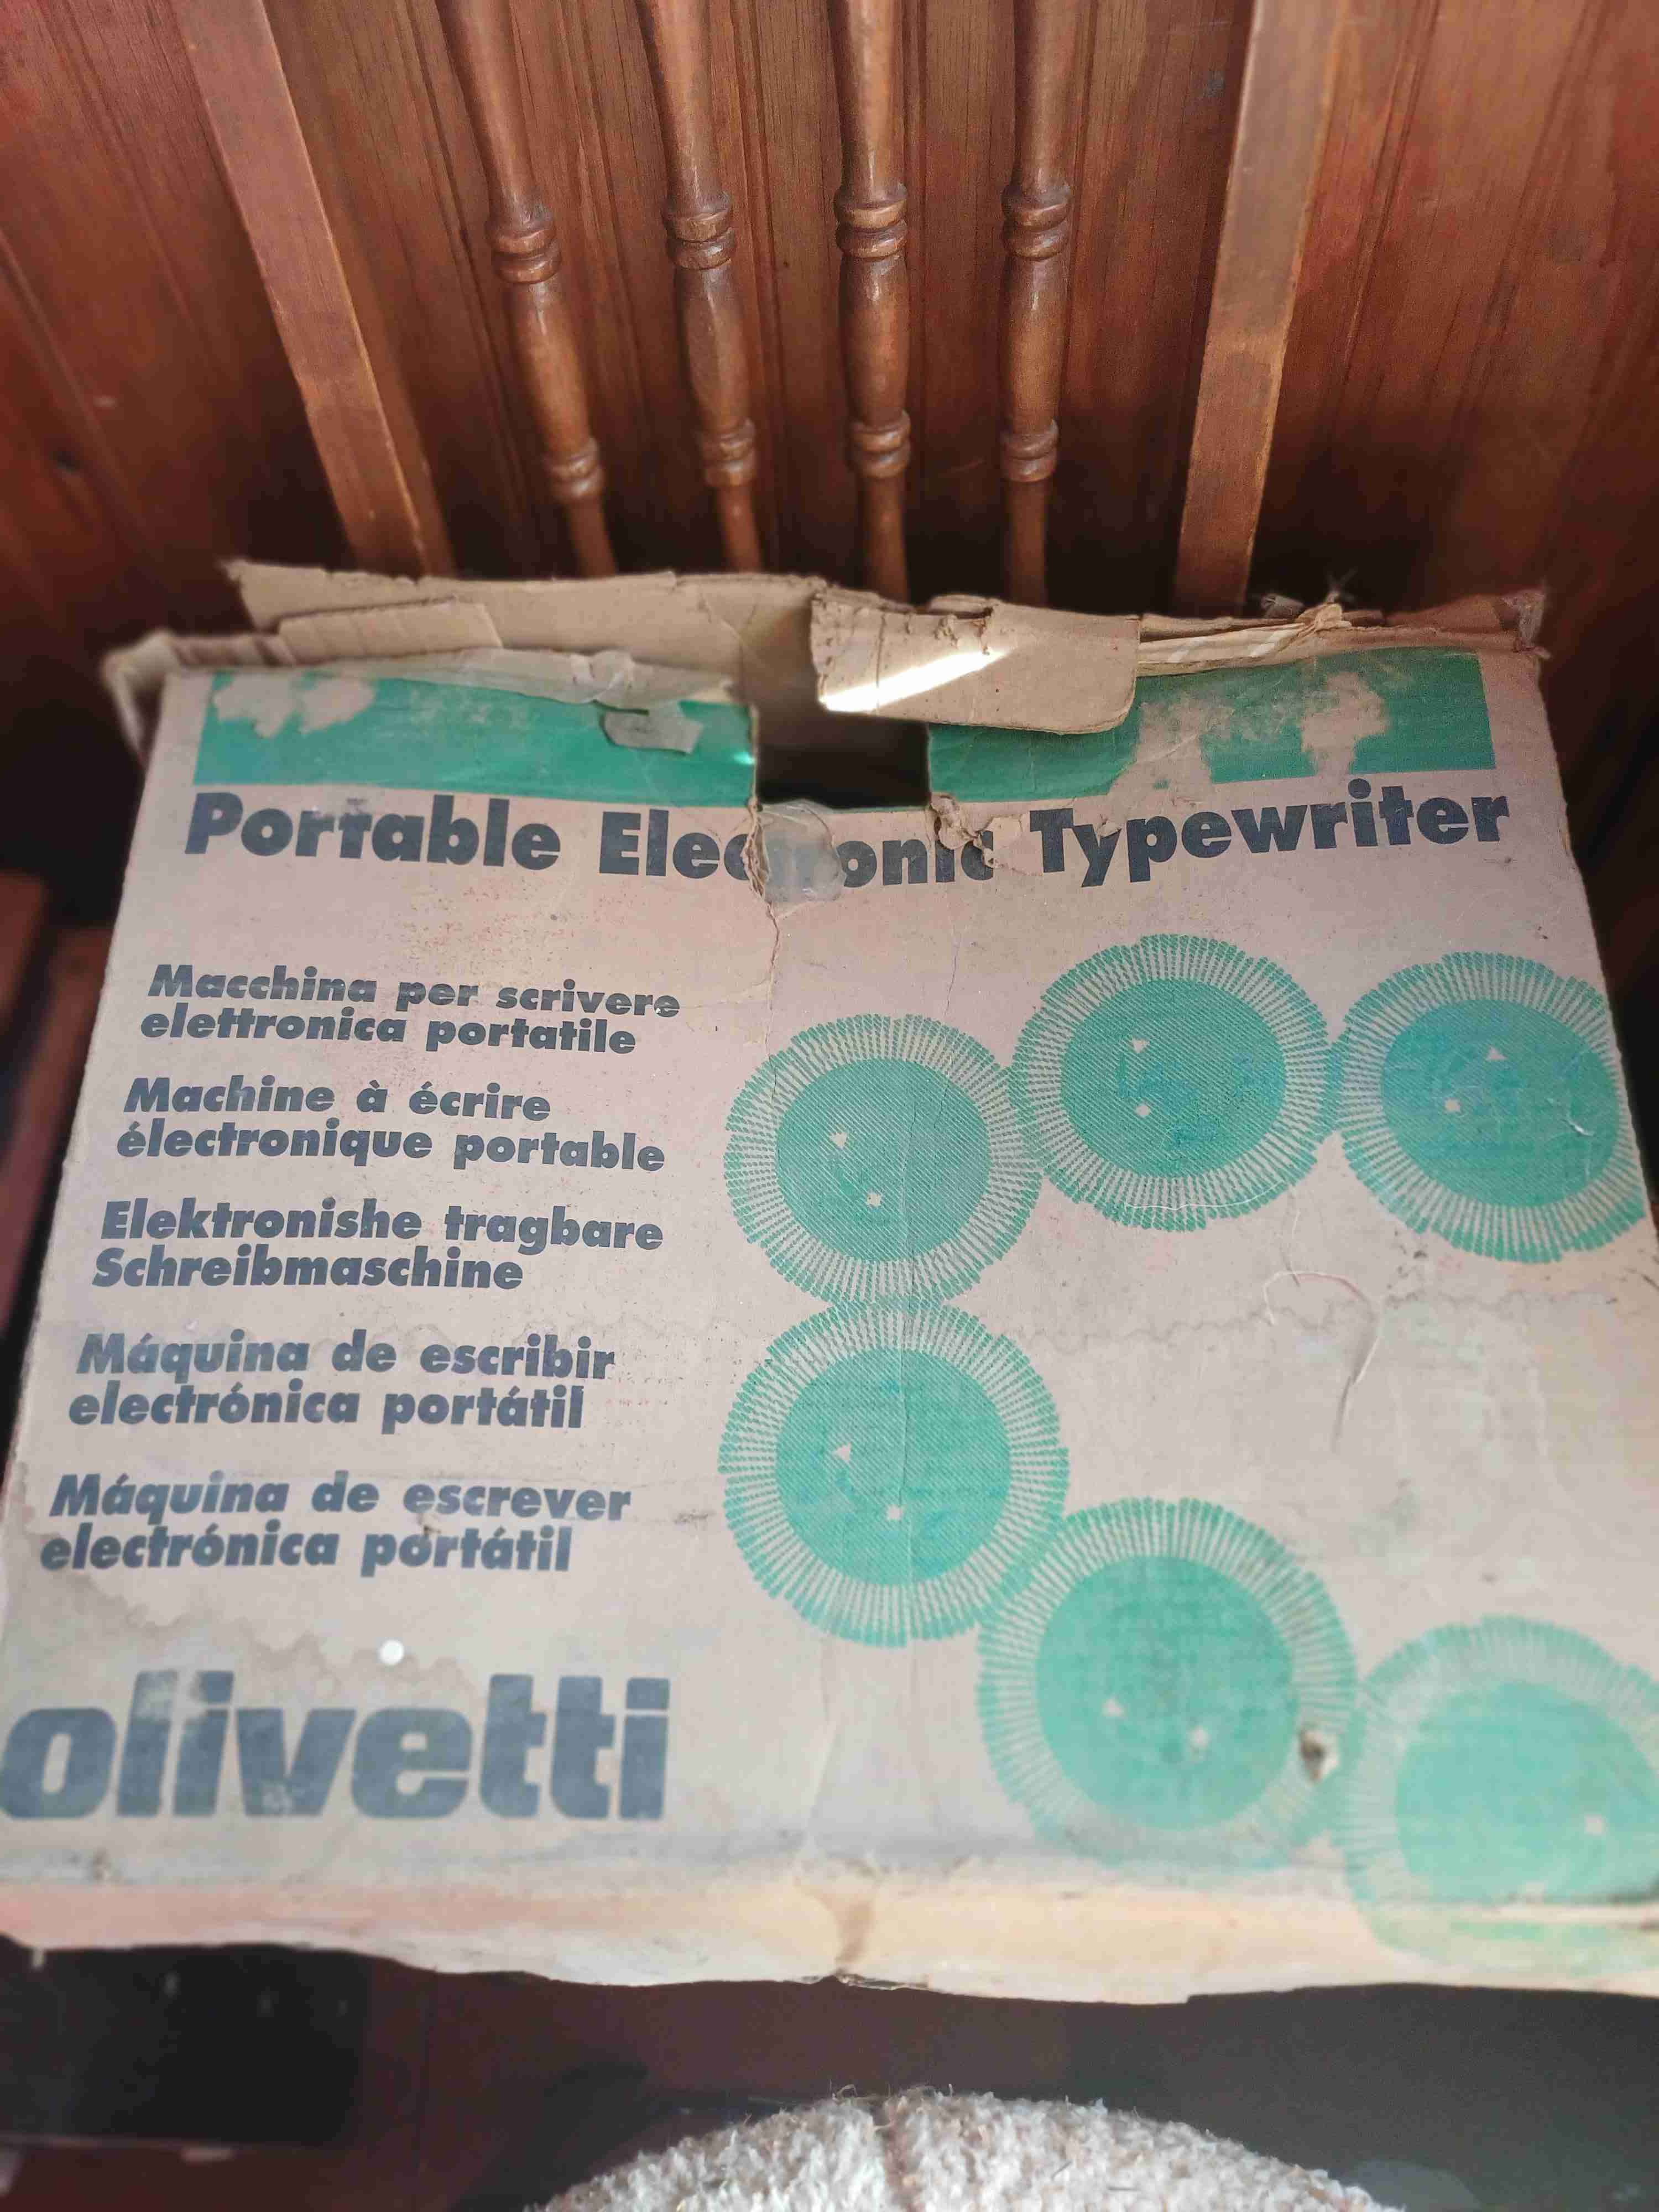 Portable Electronic Typewriter
Macchina per scrivere
elettronica portatile
Machine à écrire
électronique portable
Elektronishe tragbare
Schreibmaschine
Máquina de escribir
electrónica portátil
Máquina de escrever
electrónica portátil
olivetti